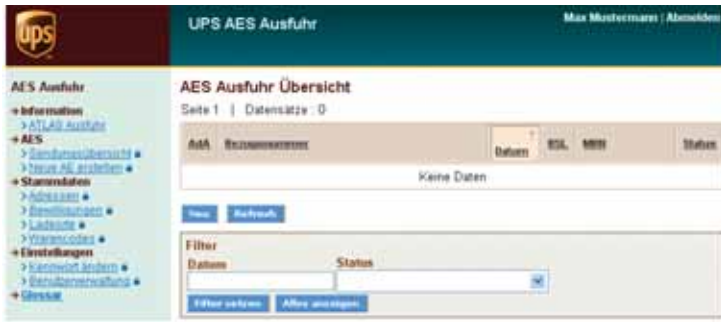 ups
UPS AES Ausfuhr
Max Mustermann | Abmelden
AES Ausfuhr
Information
ATLAS Ausfuhr
AES
Sendungsübersicht
Neue AE erstellen
Stammdaten
Adressen
Bewilligungen
Ladeorte
Warencodes
Einstellungen
Kennwort ändern
Benutzerverwaltung
Glossar
AES Ausfuhr Übersicht
Seite 1 | Datensätze : 0
AdA Bezugsnummer Datum BSL MRN Status
Keine Daten
Neu Refresh
Filter
Datum Status
Filter setzen Alles anzeigen